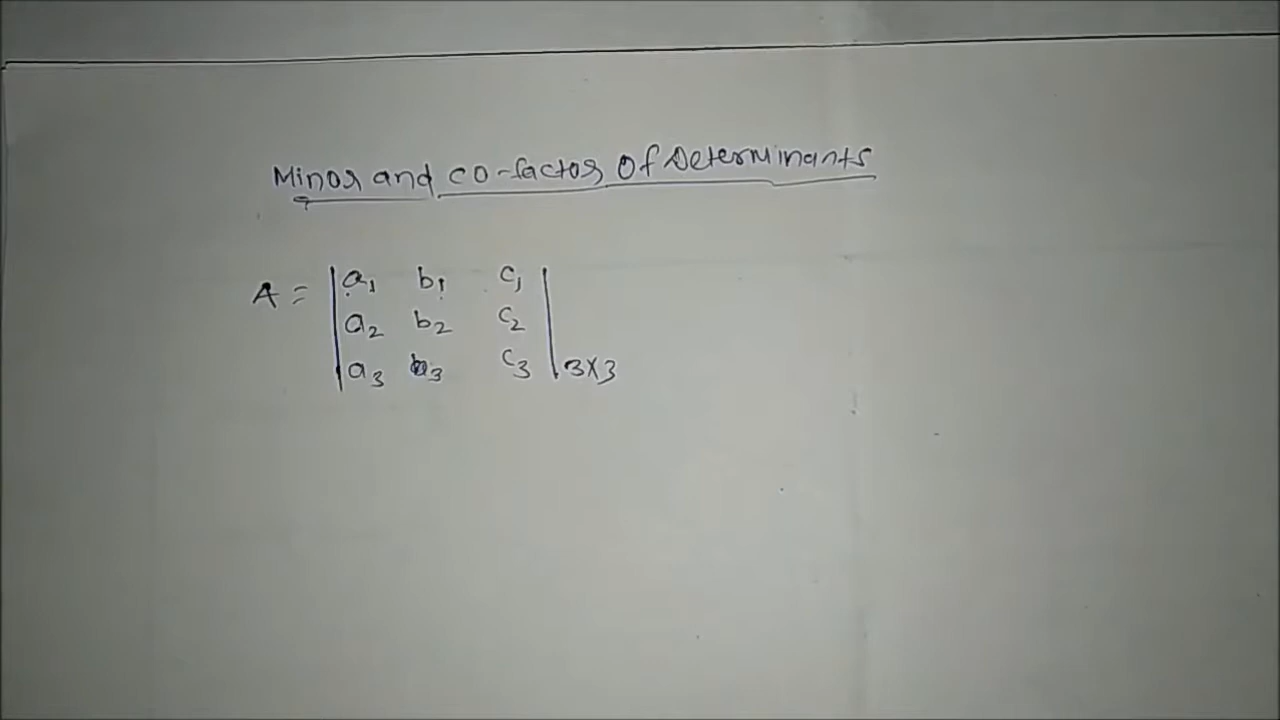 Minor and co-factor Of Determinants
A = | a₁ b₁ c₁ |
| a₂ b₂ c₂ |
| a₃ b₃ c₃ | 3×3